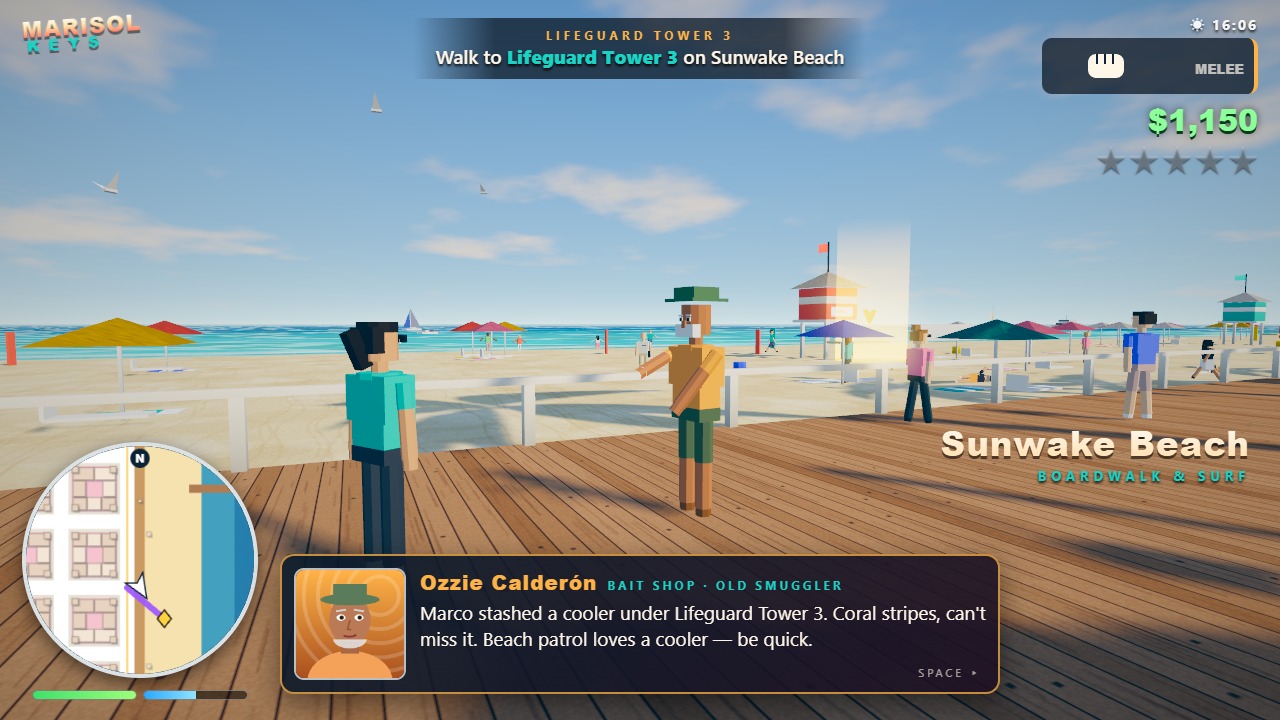 MARISOL
KEYS
LIFEGUARD TOWER 3
Walk to Lifeguard Tower 3 on Sunwake Beach
16:06
MELEE
$1,150
Sunwake Beach
BOARDWALK & SURF
N
Ozzie Calderón BAIT SHOP · OLD SMUGGLER
Marco stashed a cooler under Lifeguard Tower 3. Coral stripes, can't
miss it. Beach patrol loves a cooler — be quick.
SPACE